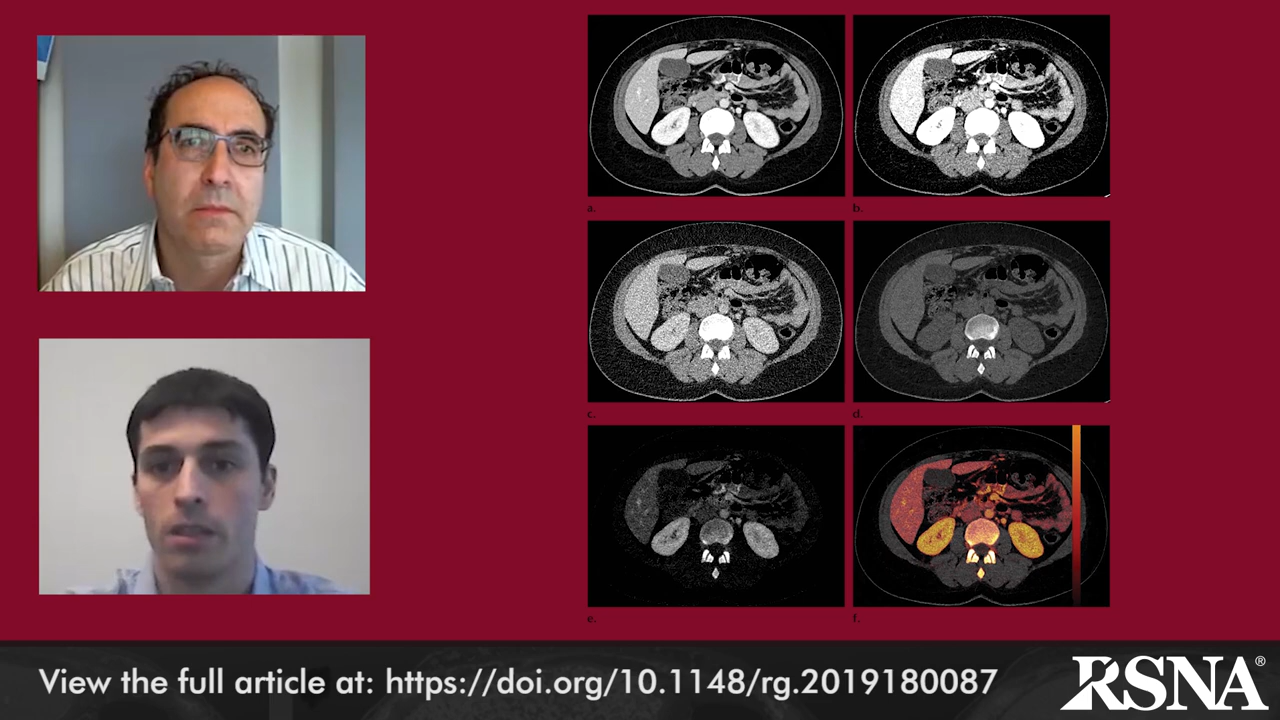 a.
b.
c.
d.
e.
f.
View the full article at: https://doi.org/10.1148/rg.2019180087
RSNA®